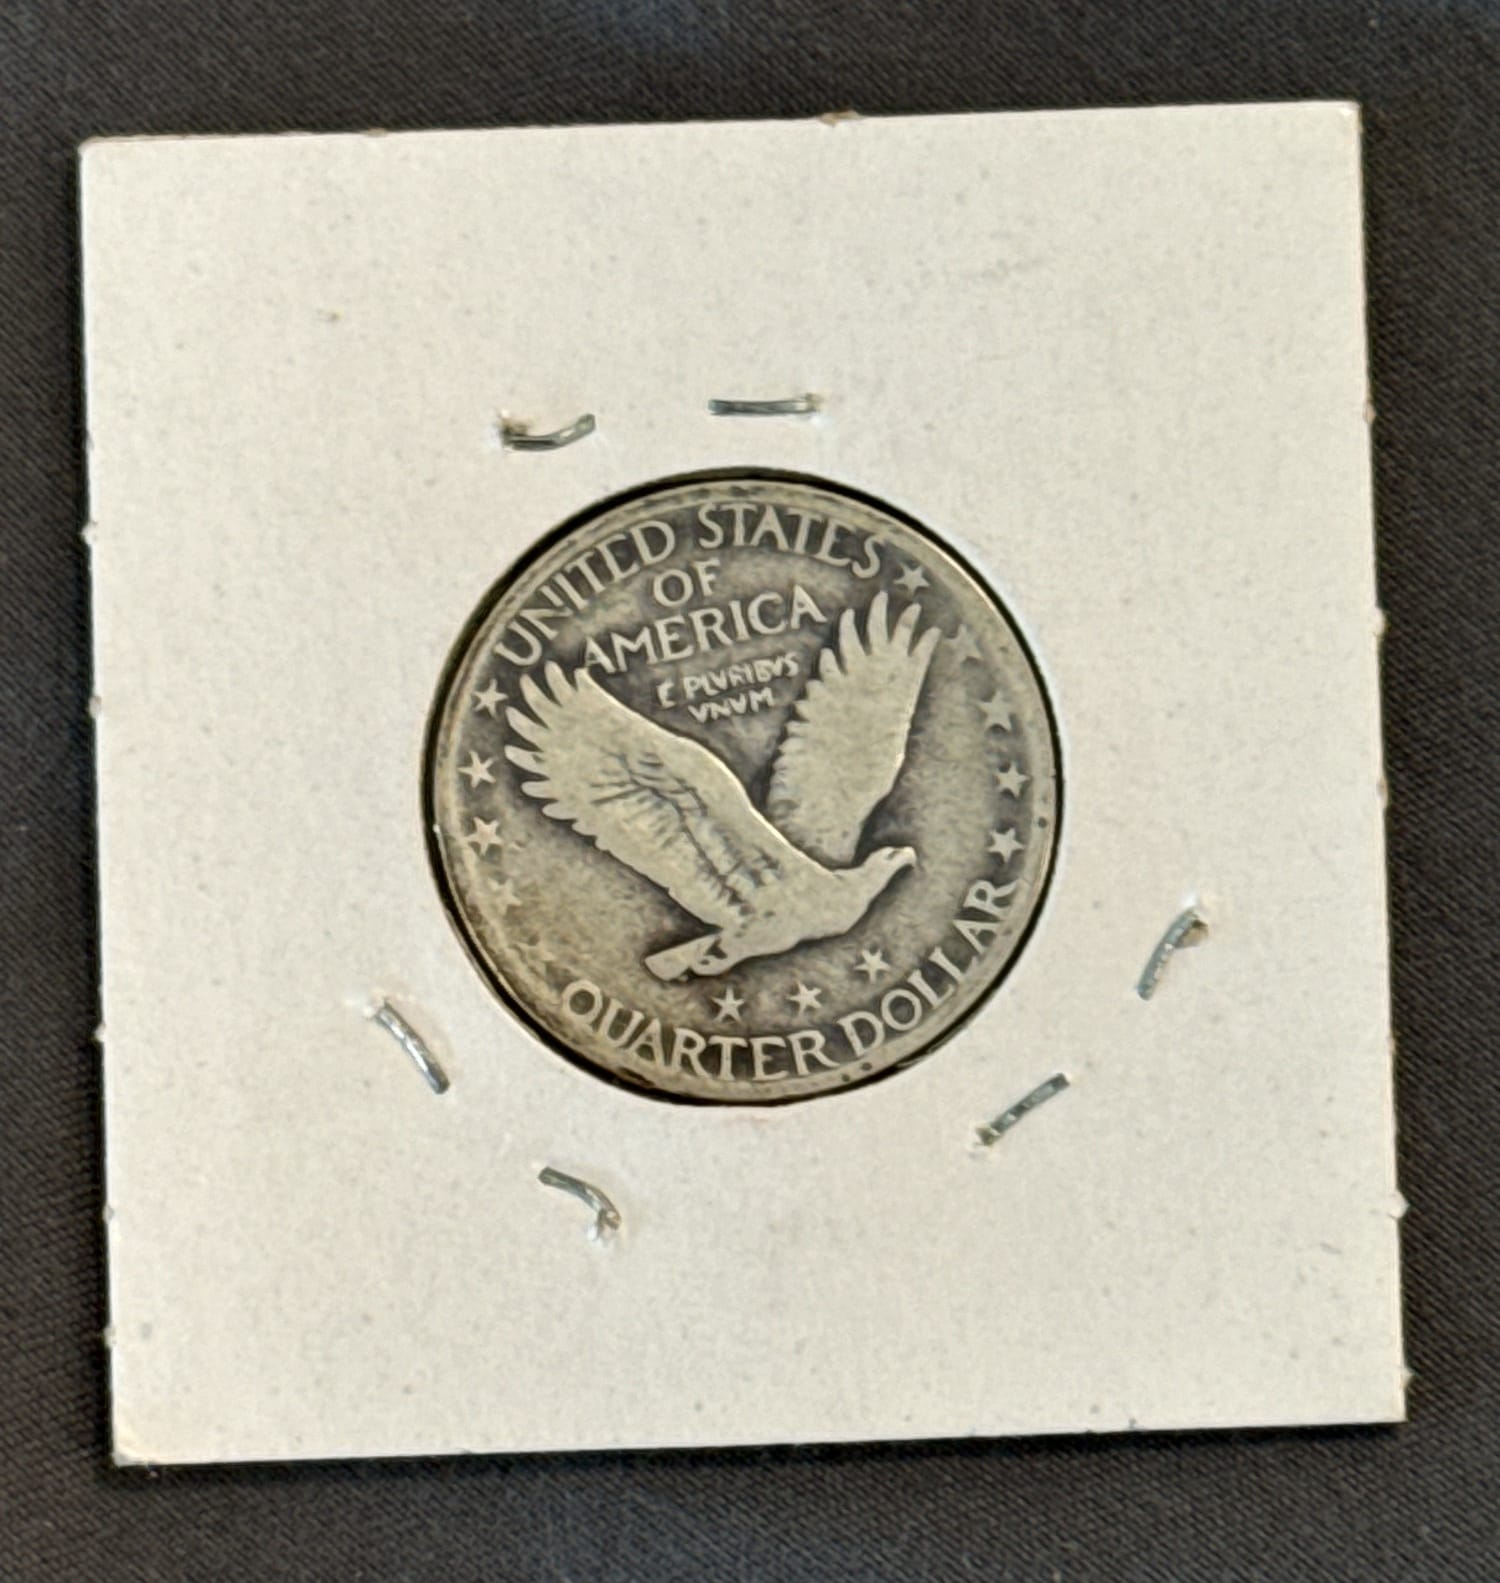 UNITED STATES
OF
AMERICA
E PLVRIBVS
VNVM
QUARTER DOLLAR